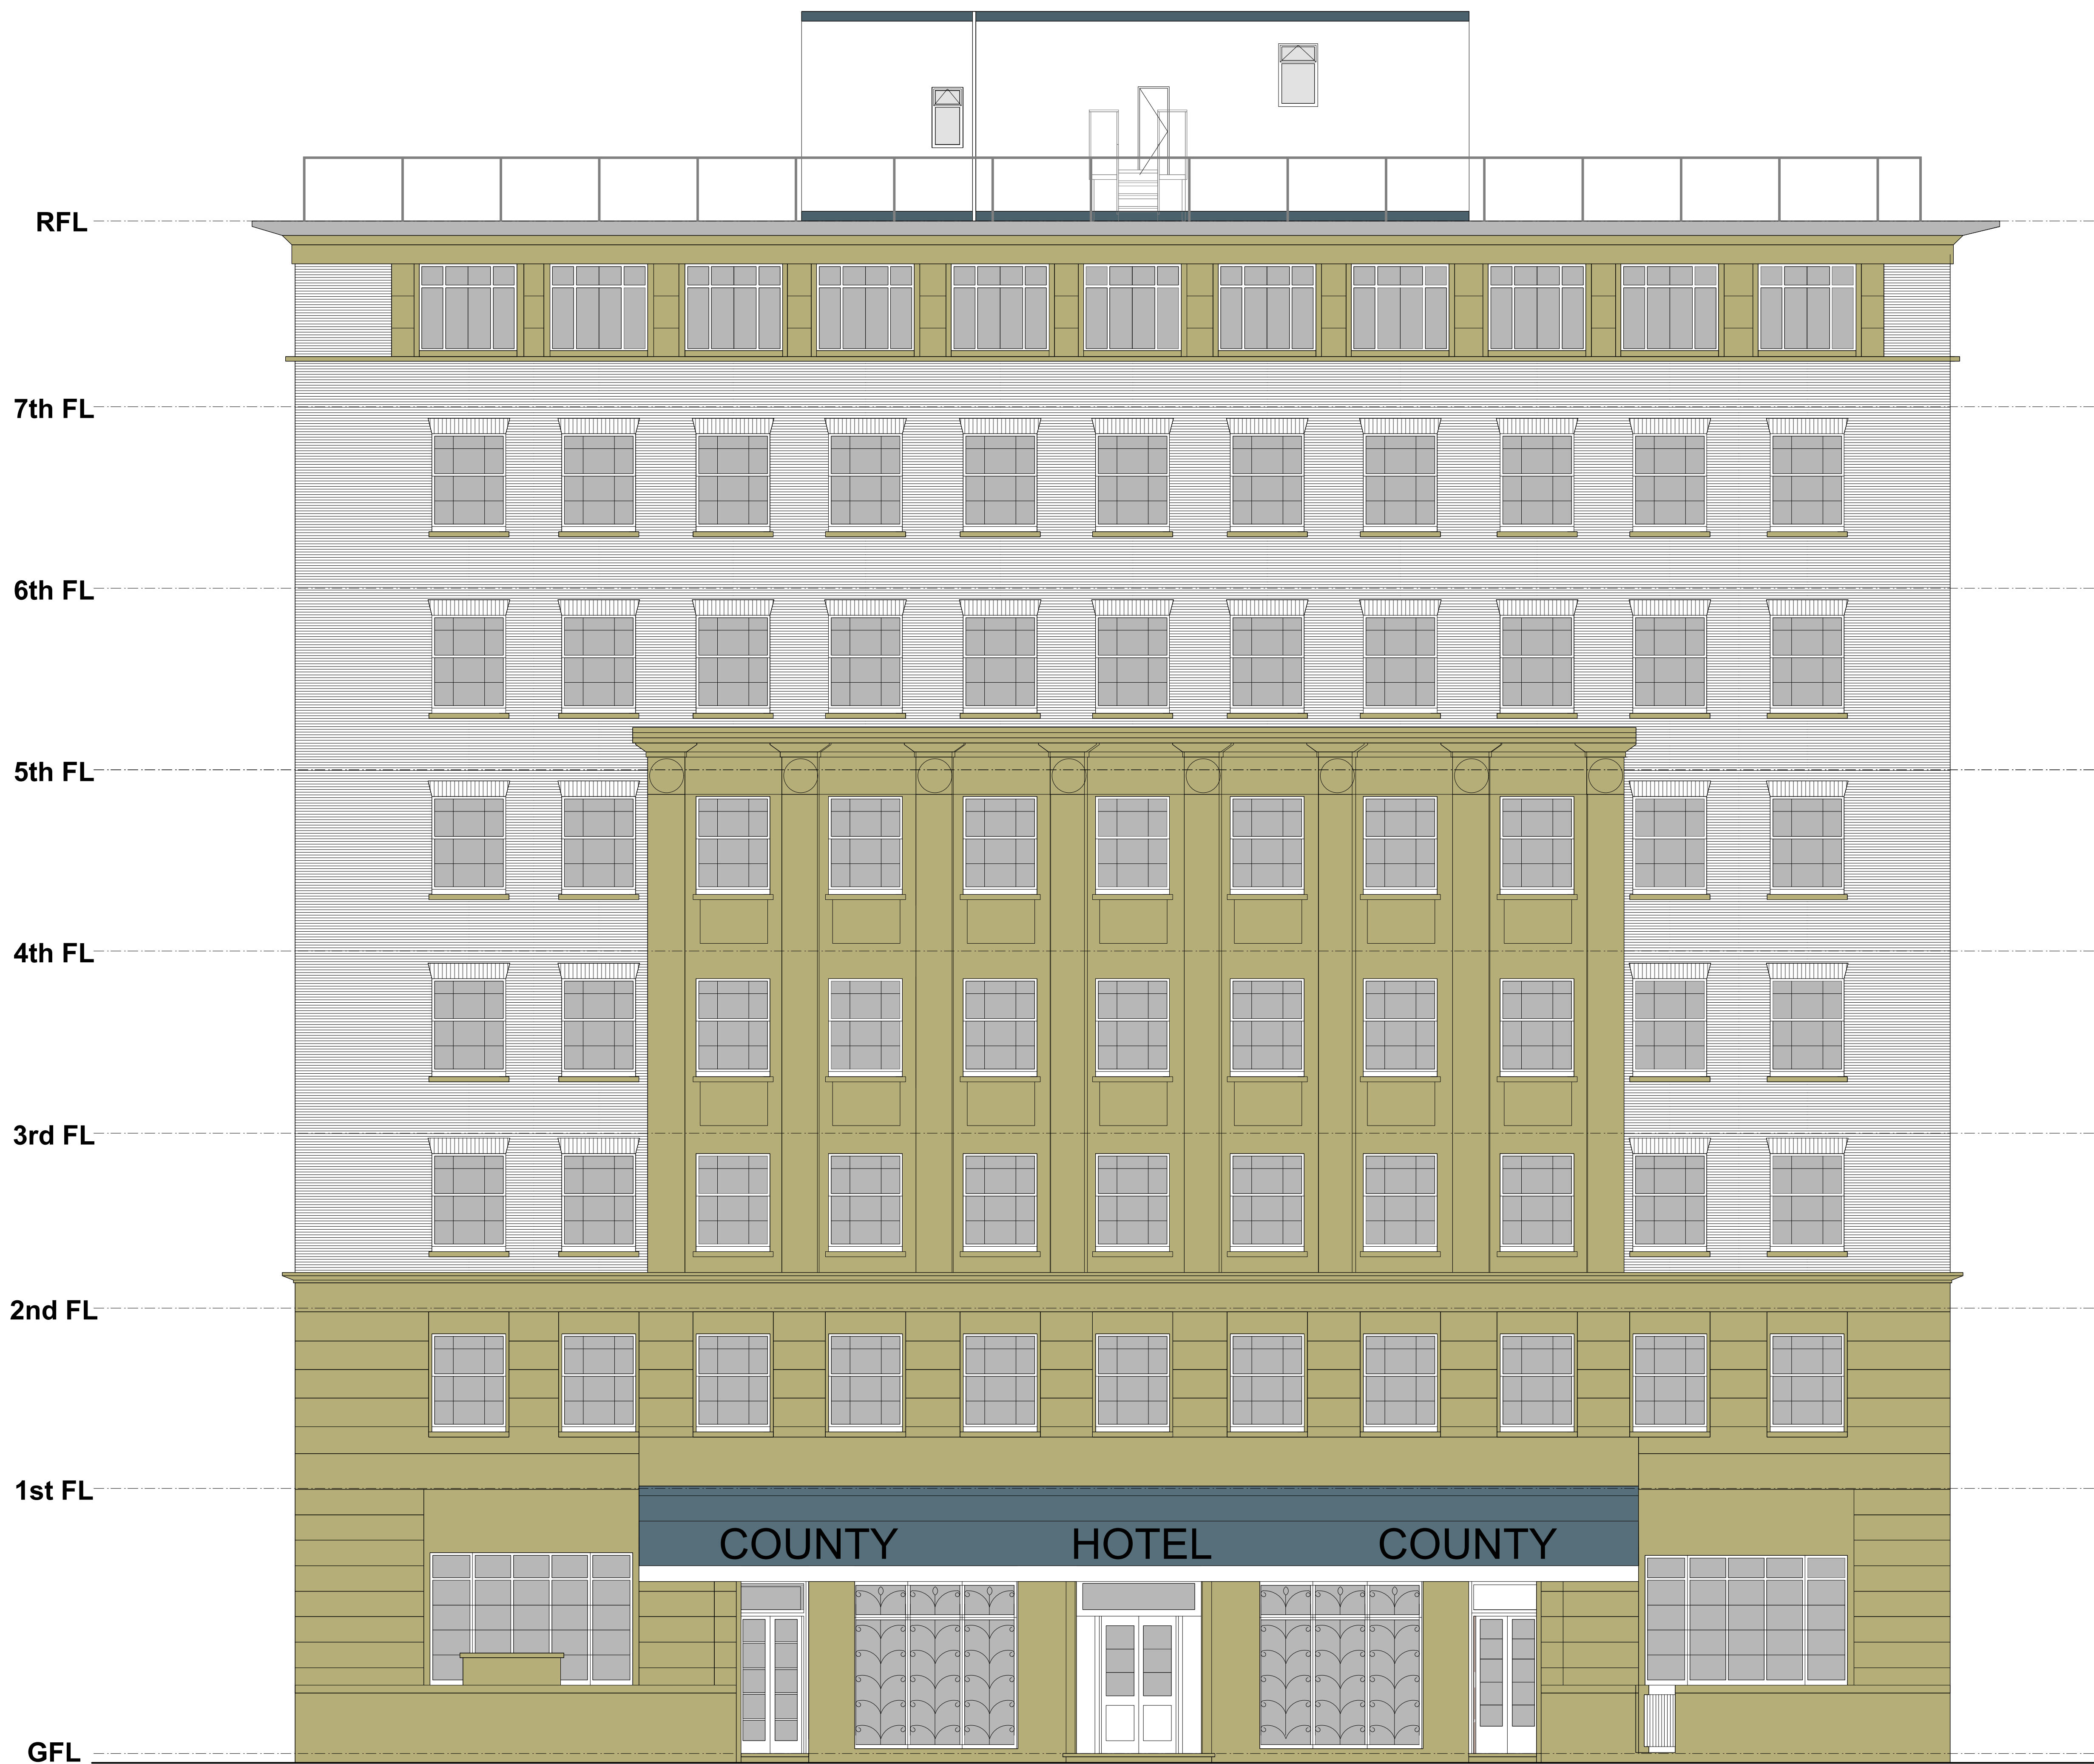 RFL
7th FL
6th FL
5th FL
4th FL
3rd FL
2nd FL
1st FL
COUNTY HOTEL COUNTY
GFL